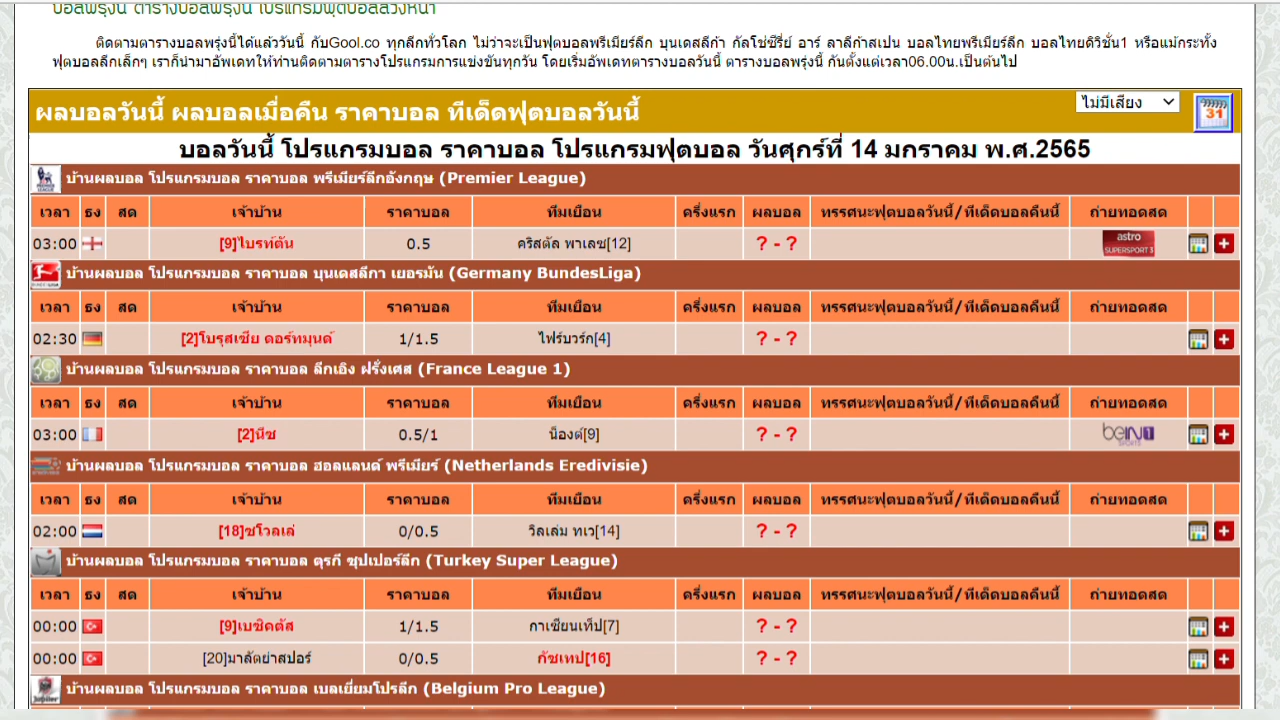 บอลพรุ่งนี้ ตารางบอลพรุ่งนี้ โปรแกรมฟุตบอลล่วงหน้า
ติดตามตารางบอลพรุ่งนี้ได้แล้ววันนี้ กับGool.co ทุกลีกทั่วโลก ไม่ว่าจะเป็นฟุตบอลพรีเมียร์ลีก บุนเดสลีก้า กัลโช่ซีรี่ย์ อาร์ ลาลีก้าสเปน บอลไทยพรีเมียร์ลีก บอลไทยดิวิชั่น1 หรือแม้กระทั่ง
ฟุตบอลลีกเล็กๆ เราก็นำมาอัพเดทให้ท่านติดตามตารางโปรแกรมการแข่งขันทุกวัน โดยเริ่มอัพเดทตารางบอลวันนี้ ตารางบอลพรุ่งนี้ กันตั้งแต่เวลา06.00น.เป็นต้นไป
ผลบอลวันนี้ ผลบอลเมื่อคืน ราคาบอล ทีเด็ดฟุตบอลวันนี้ ไม่มีเสียง 31
บอลวันนี้ โปรแกรมบอล ราคาบอล โปรแกรมฟุตบอล วันศุกร์ที่ 14 มกราคม พ.ศ.2565
บ้านผลบอล โปรแกรมบอล ราคาบอล พรีเมียร์ลีกอังกฤษ (Premier League)
เวลา ธง สด เจ้าบ้าน ราคาบอล ทีมเยือน ครึ่งแรก ผลบอล ทรรศนะฟุตบอลวันนี้/ทีเด็ดบอลคืนนี้ ถ่ายทอดสด
03:00 [9]ไบรท์ตัน 0.5 คริสตัล พาเลซ[12] ? - ? astro SUPERSPORT 3
บ้านผลบอล โปรแกรมบอล ราคาบอล บุนเดสลีกา เยอรมัน (Germany BundesLiga)
เวลา ธง สด เจ้าบ้าน ราคาบอล ทีมเยือน ครึ่งแรก ผลบอล ทรรศนะฟุตบอลวันนี้/ทีเด็ดบอลคืนนี้ ถ่ายทอดสด
02:30 [2]โบรุสเซีย ดอร์ทมุนด์ 1/1.5 ไฟร์บวร์ก[4] ? - ?
บ้านผลบอล โปรแกรมบอล ราคาบอล ลีกเอิง ฝรั่งเศส (France League 1)
เวลา ธง สด เจ้าบ้าน ราคาบอล ทีมเยือน ครึ่งแรก ผลบอล ทรรศนะฟุตบอลวันนี้/ทีเด็ดบอลคืนนี้ ถ่ายทอดสด
03:00 [2]นีซ 0.5/1 น็องต์[9] ? - ? beIN SPORTS 1
บ้านผลบอล โปรแกรมบอล ราคาบอล ฮอลแลนด์ พรีเมียร์ (Netherlands Eredivisie)
เวลา ธง สด เจ้าบ้าน ราคาบอล ทีมเยือน ครึ่งแรก ผลบอล ทรรศนะฟุตบอลวันนี้/ทีเด็ดบอลคืนนี้ ถ่ายทอดสด
02:00 [18]ซโวลเล่ 0/0.5 วิลเล่ม ทเว[14] ? - ?
บ้านผลบอล โปรแกรมบอล ราคาบอล ตุรกี ซุปเปอร์ลีก (Turkey Super League)
เวลา ธง สด เจ้าบ้าน ราคาบอล ทีมเยือน ครึ่งแรก ผลบอล ทรรศนะฟุตบอลวันนี้/ทีเด็ดบอลคืนนี้ ถ่ายทอดสด
00:00 [9]เบซิคตัส 1/1.5 กาเซียนเท็ป[7] ? - ?
00:00 [20]มาลัตย่าสปอร์ 0/0.5 กัซเทป[16] ? - ?
บ้านผลบอล โปรแกรมบอล ราคาบอล เบลเยี่ยมโปรลีก (Belgium Pro League)